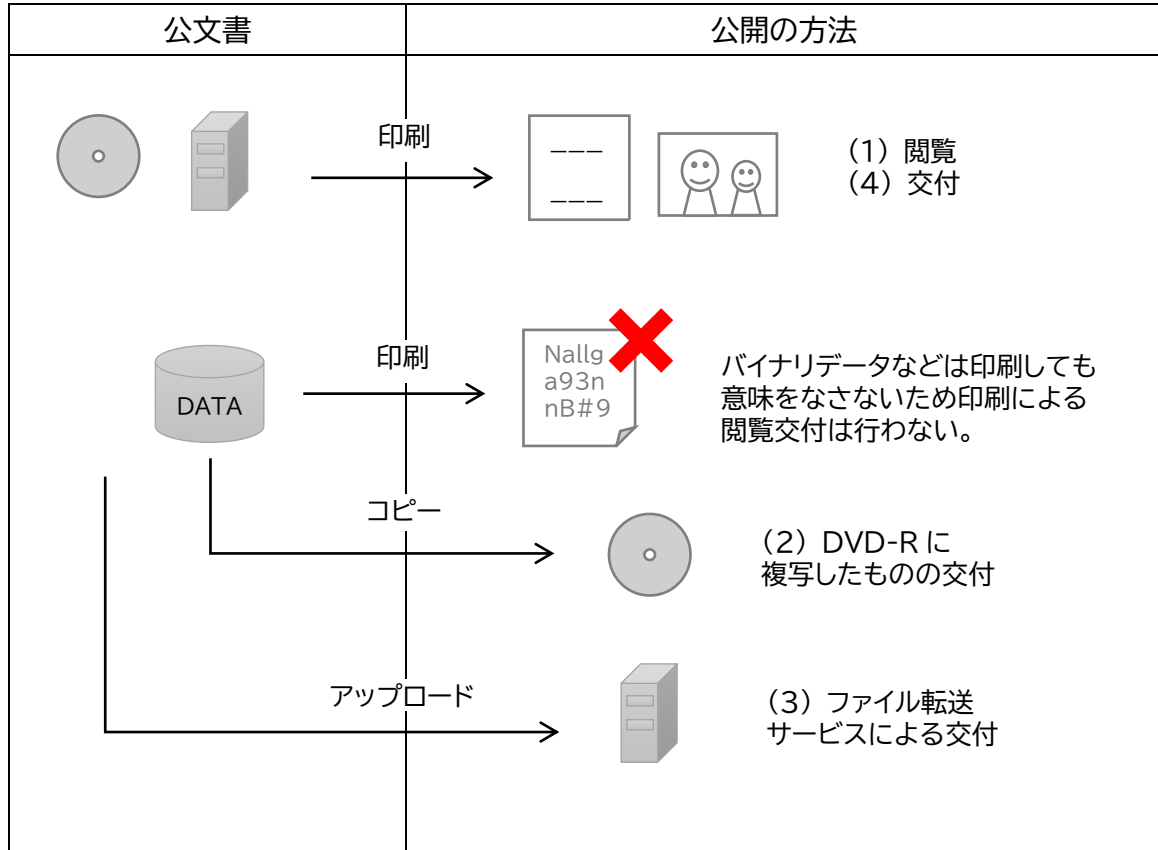 公文書
公開の方法
印刷
___
___
(1) 閲覧
(4) 交付
印刷
DATA
Nallg
a93n
nB#9
バイナリデータなどは印刷しても
意味をなさないため印刷による
閲覧交付は行わない。
コピー
(2) DVD-R に
複写したものの交付
アップロード
(3) ファイル転送
サービスによる交付